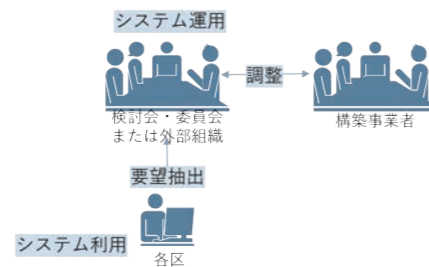 システム運用
調整
検討会・委員会
または外部組織
構築事業者
要望抽出
システム利用
各区